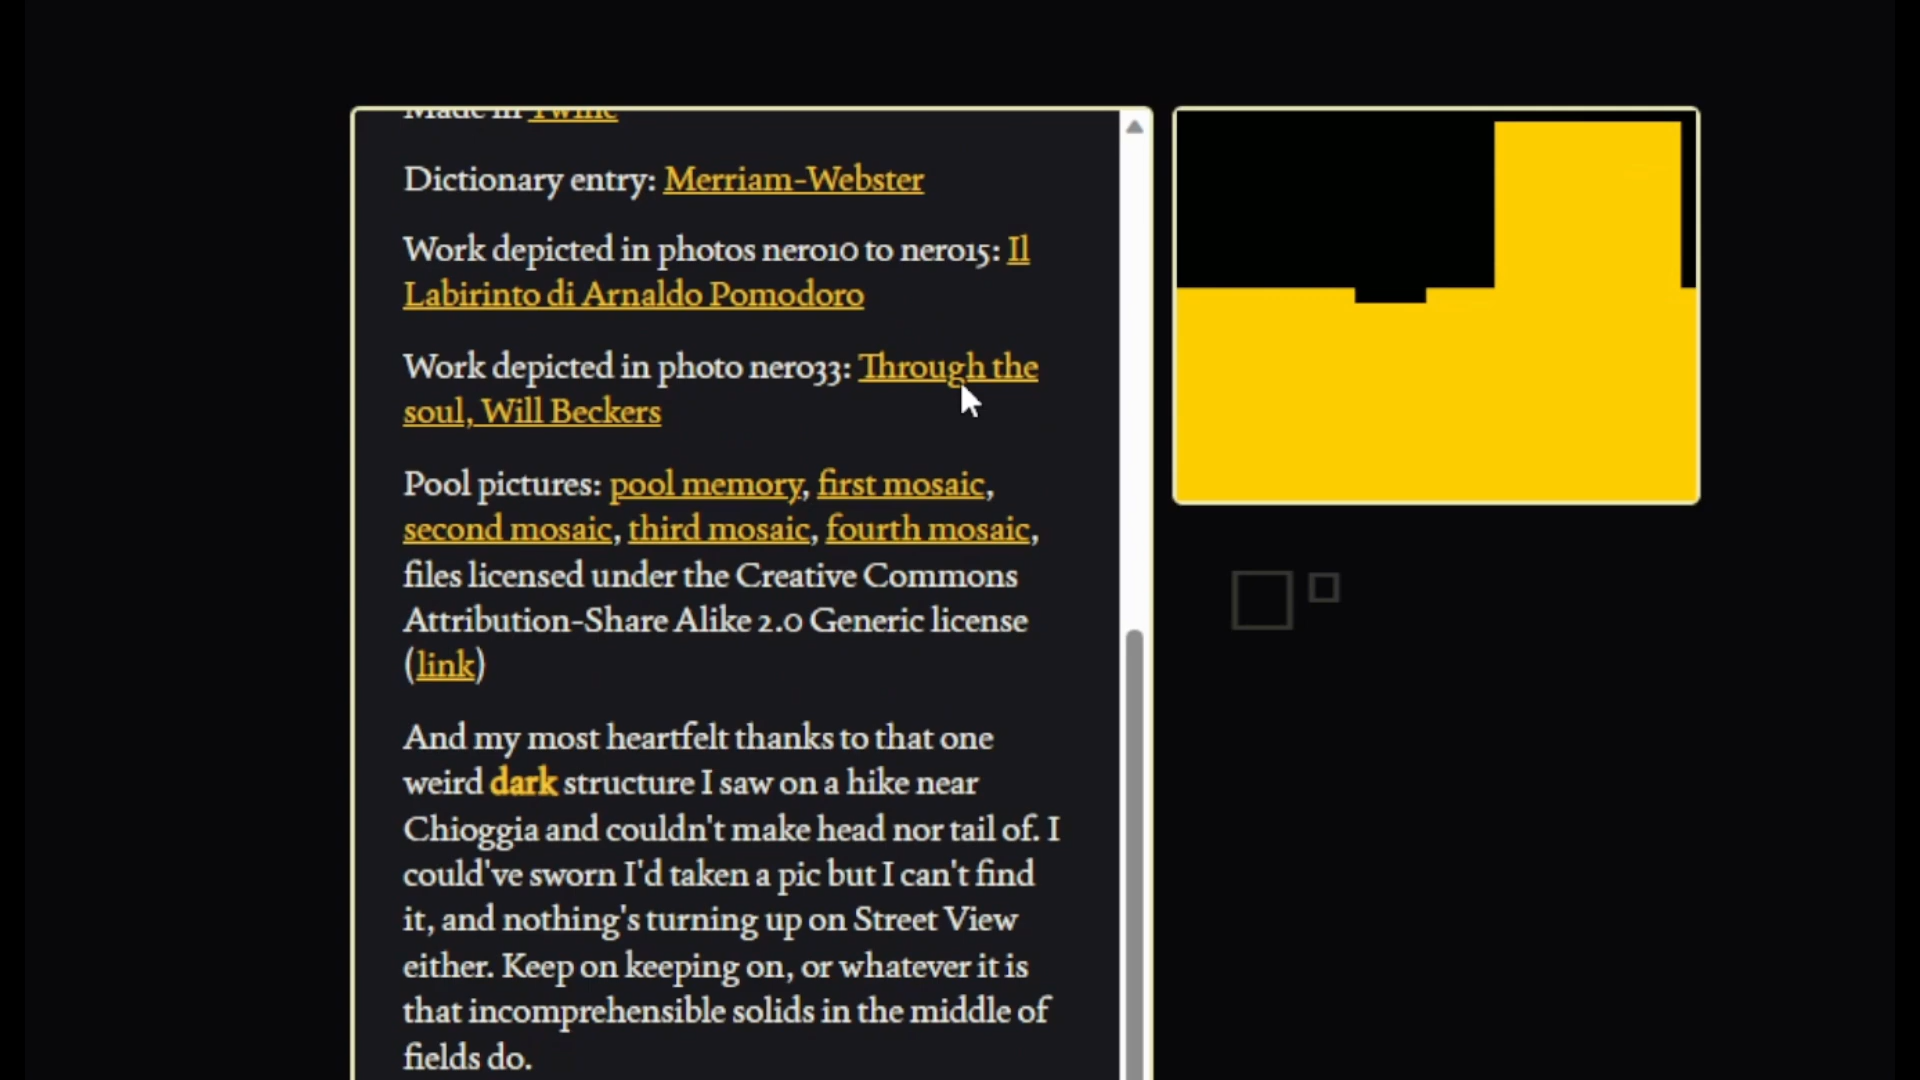 Made in Twine
Dictionary entry: Merriam-Webster
Work depicted in photos nero10 to nero15: Il
Labirinto di Arnaldo Pomodoro
Work depicted in photo nero33: Through the
soul, Will Beckers
Pool pictures: pool memory, first mosaic,
second mosaic, third mosaic, fourth mosaic,
files licensed under the Creative Commons
Attribution-Share Alike 2.0 Generic license
(link)
And my most heartfelt thanks to that one
weird dark structure I saw on a hike near
Chioggia and couldn't make head nor tail of. I
could've sworn I'd taken a pic but I can't find
it, and nothing's turning up on Street View
either. Keep on keeping on, or whatever it is
that incomprehensible solids in the middle of
fields do.